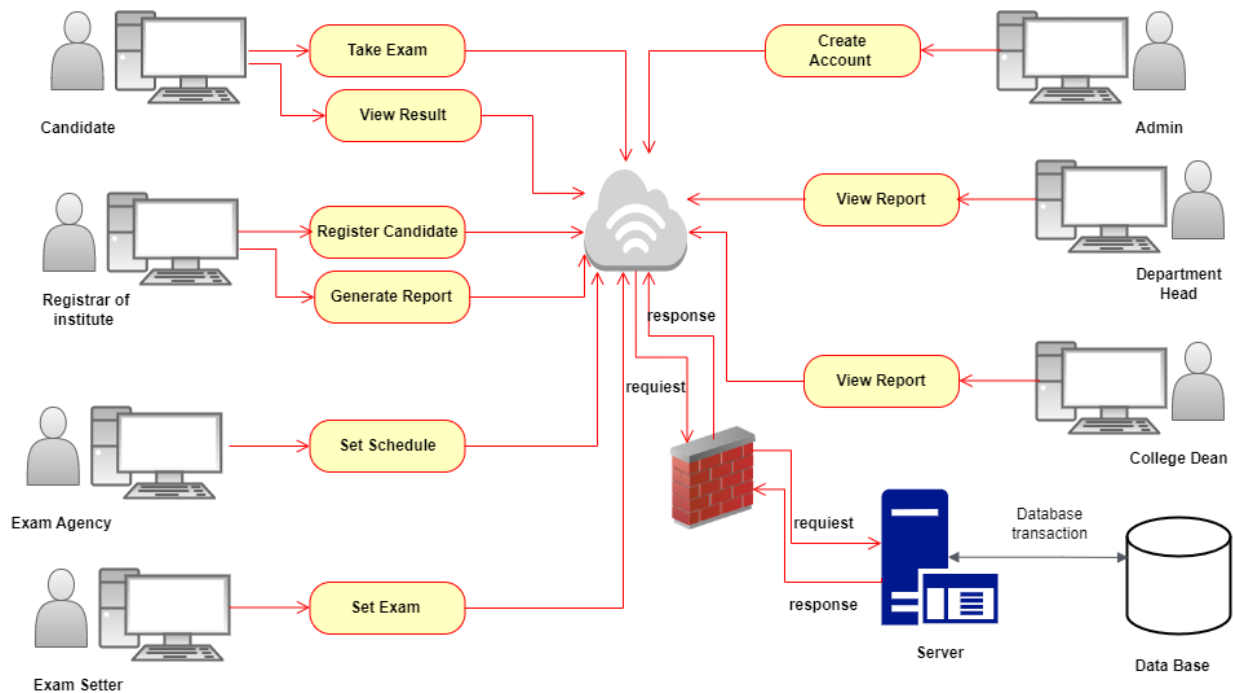 Take Exam
Create
Account
View Result
Candidate
Admin
View Report
Register Candidate
Department
Head
Registrar of
institute
Generate Report
response
requiest
View Report
Set Schedule
College Dean
Exam Agency
requiest
Database
transaction
Set Exam
response
Server
Data Base
Exam Setter